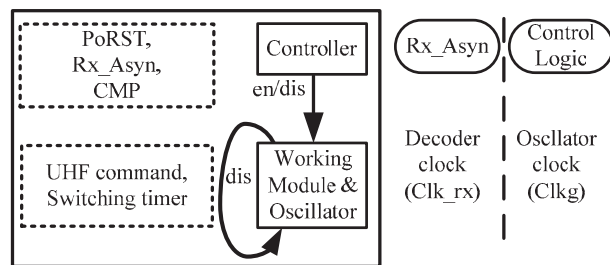 PoRST,
Rx_Asyn,
CMP
Controller
en/dis
UHF command,
Switching timer
dis
Working
Module &
Oscillator
Rx_Asyn
Control
Logic
Decoder
clock
(Clk_rx)
Oscllator
clock
(Clkg)